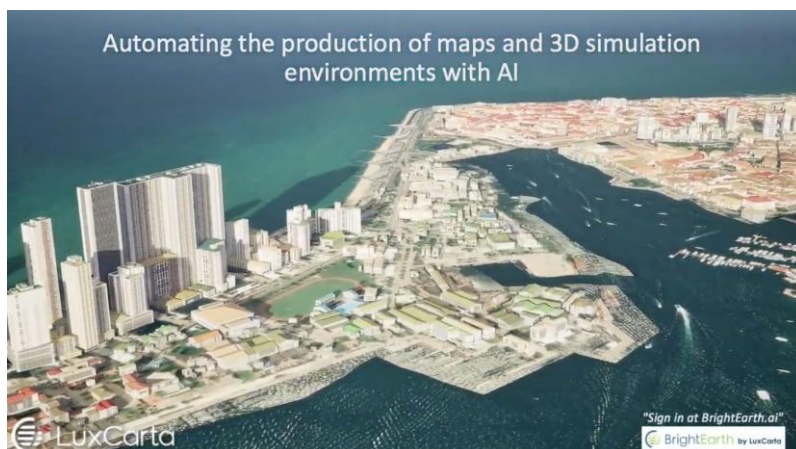 Automating the production of maps and 3D simulation
environments with AI
LuxCarta
"Sign in at BrightEarth.ai"
BrightEarth by LuxCarta